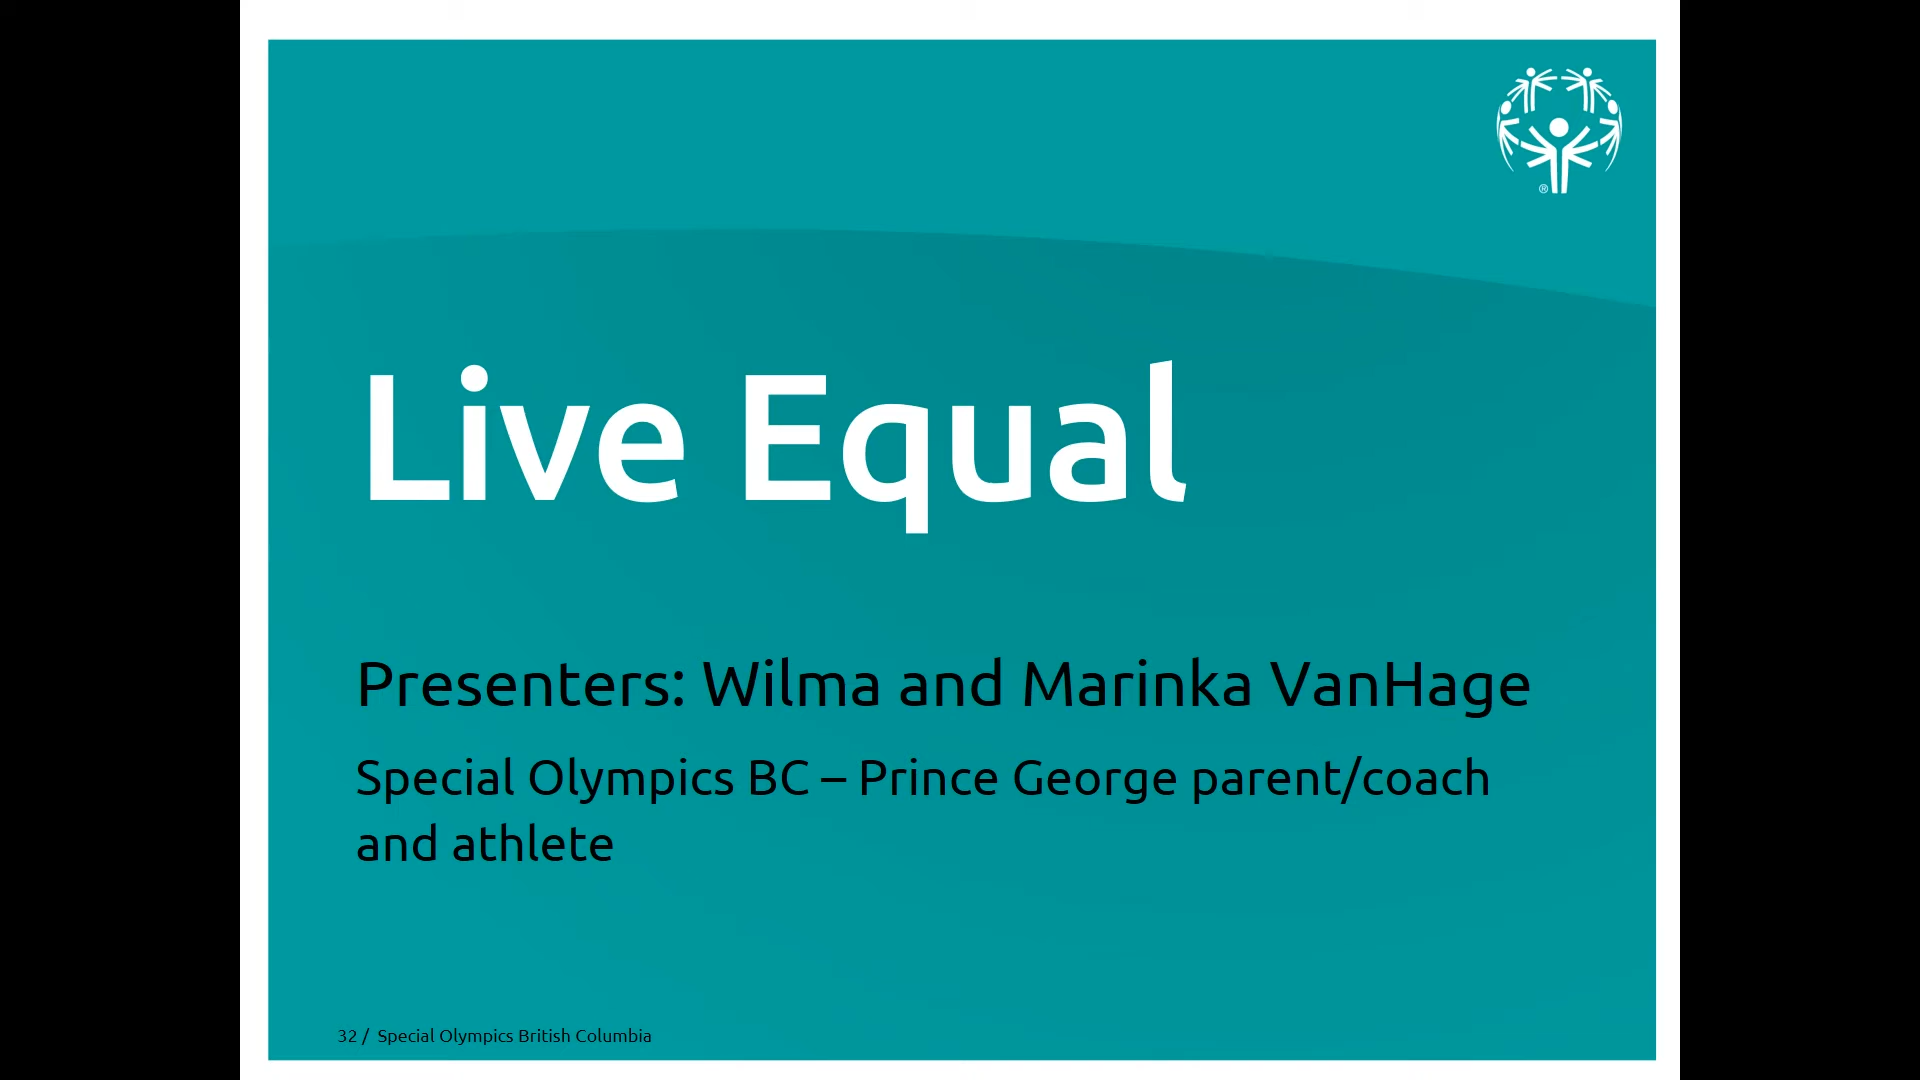 Live Equal
Presenters: Wilma and Marinka VanHage
Special Olympics BC – Prince George parent/coach
and athlete
32 / Special Olympics British Columbia
®